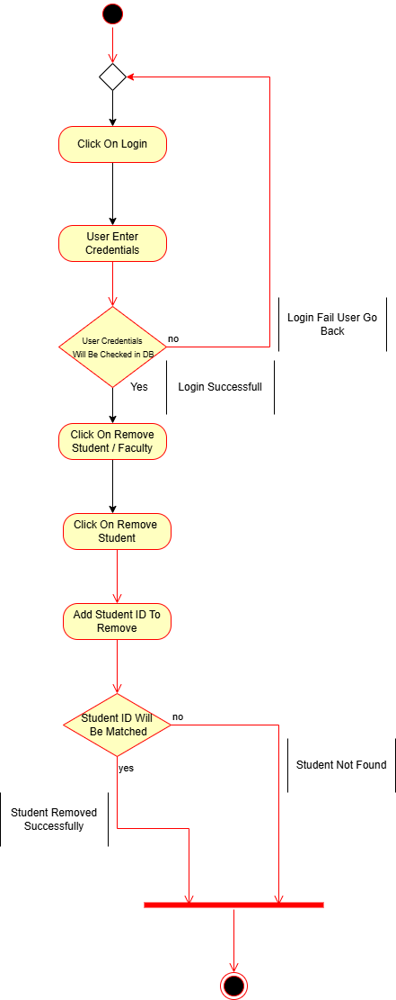 Click On Login
User Enter
Credentials
User Credentials
Will Be Checked in DB
no
Login Fail User Go
Back
Yes
Login Successfull
Click On Remove
Student / Faculty
Click On Remove
Student
Add Student ID To
Remove
Student ID Will
Be Matched
no
yes
Student Not Found
Student Removed
Successfully